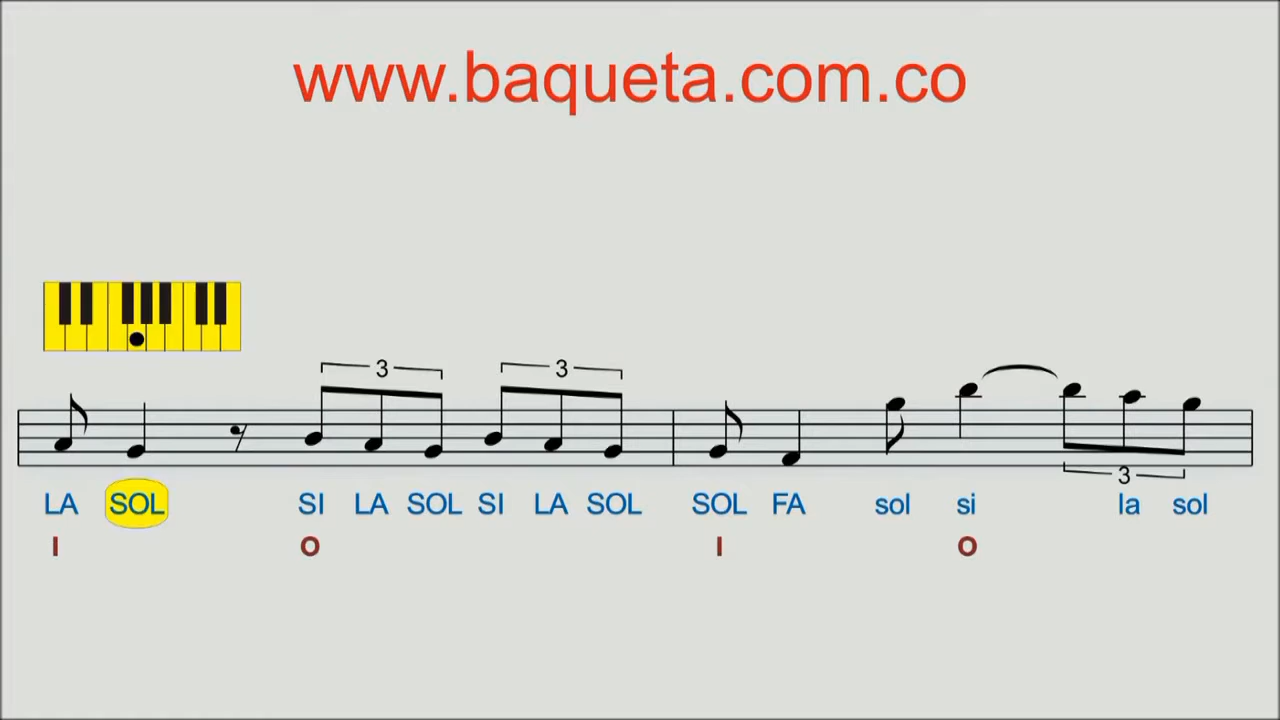 www.baqueta.com.co
3 3
LA SOL SI LA SOL SI LA SOL SOL FA sol si la sol
3
I O I O